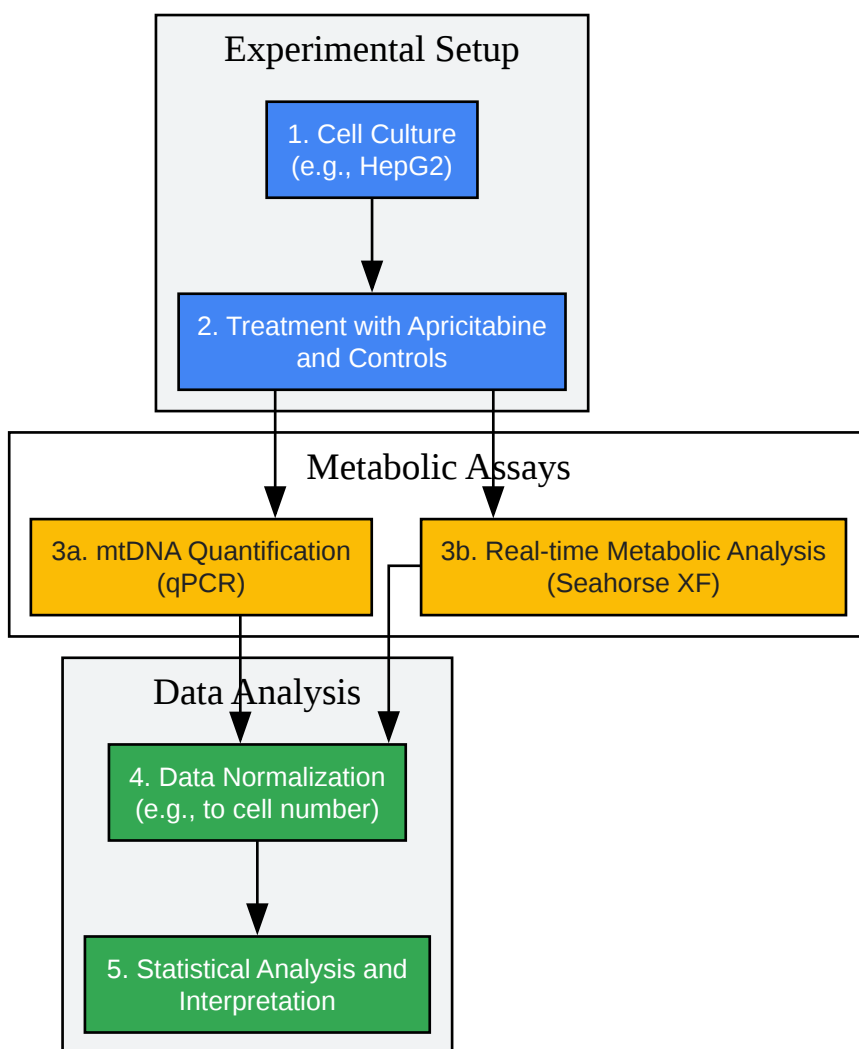 Experimental Setup
1. Cell Culture
(e.g., HepG2)
2. Treatment with Apricitabine
and Controls
Metabolic Assays
3a. mtDNA Quantification
(qPCR)
3b. Real-time Metabolic Analysis
(Seahorse XF)
Data Analysis
4. Data Normalization
(e.g., to cell number)
5. Statistical Analysis and
Interpretation